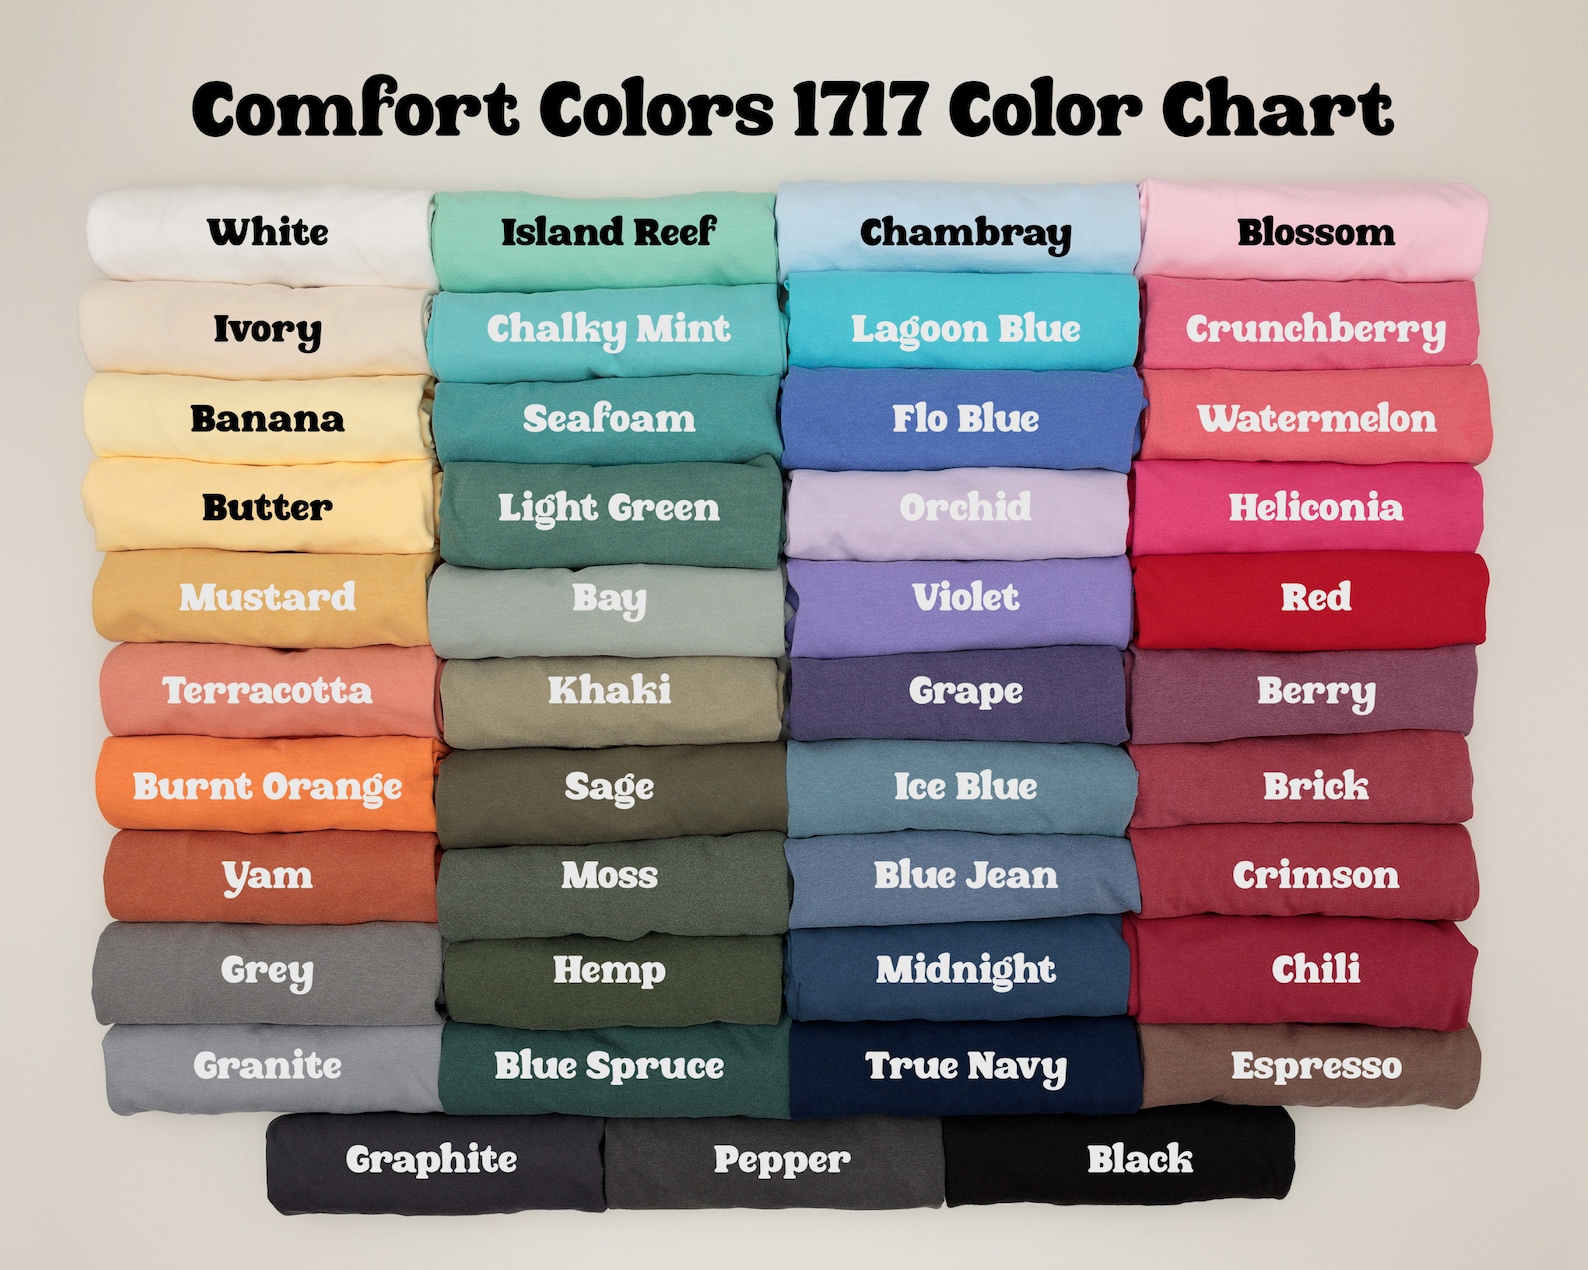 Comfort Colors 1717 Color Chart
White
Island Reef
Chambray
Blossom
Ivory
Chalky Mint
Lagoon Blue
Crunchberry
Banana
Seafoam
Flo Blue
Watermelon
Butter
Light Green
Orchid
Heliconia
Mustard
Bay
Violet
Red
Terracotta
Khaki
Grape
Berry
Burnt Orange
Sage
Ice Blue
Brick
Yam
Moss
Blue Jean
Crimson
Grey
Hemp
Midnight
Chili
Granite
Blue Spruce
True Navy
Espresso
Graphite
Pepper
Black